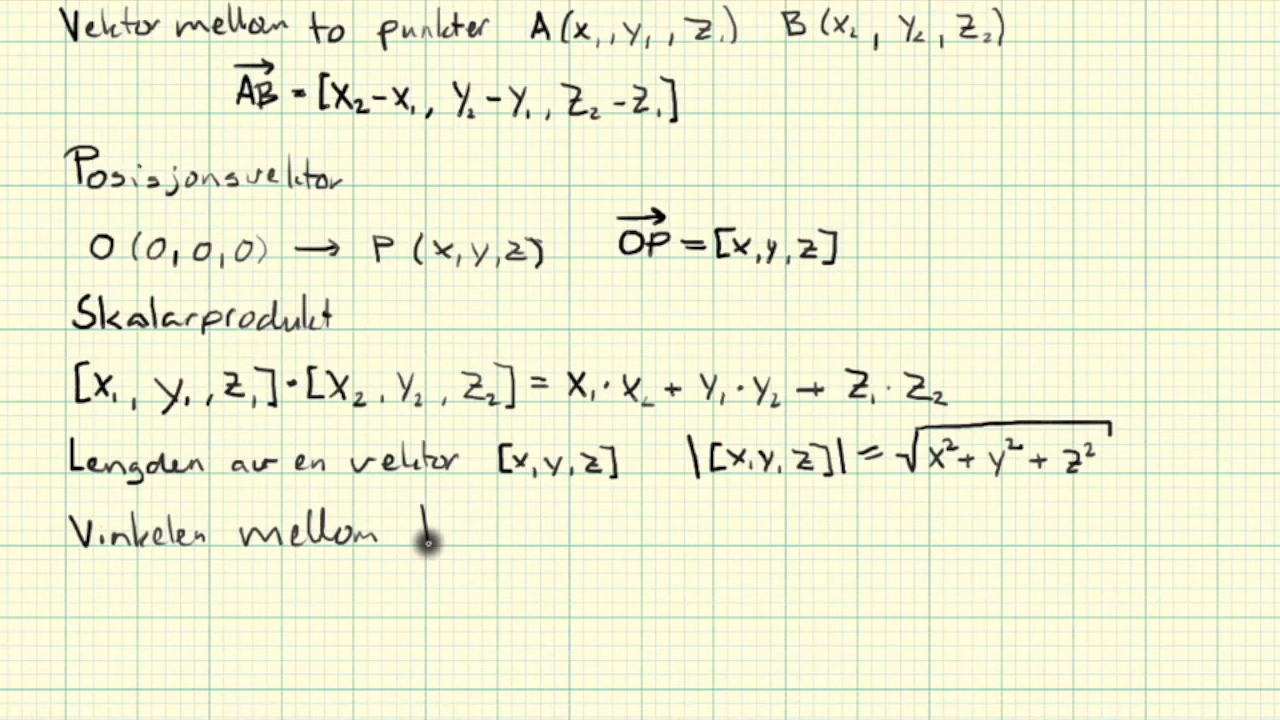 Vektor mellom to punkter A(x₁, y₁, z₁) B(x₂, y₂, z₂)
AB⃗ = [x₂-x₁, y₂-y₁, z₂-z₁]
Posisjonsvektor
O(0,0,0) → P(x,y,z) OP⃗ = [x,y,z]
Skalarprodukt
[x₁, y₁, z₁]·[x₂, y₂, z₂] = x₁·x₂ + y₁·y₂ + z₁·z₂
Lengden av en vektor [x,y,z] |[x,y,z]| = √(x²+y²+z²)
Vinkelen mellom